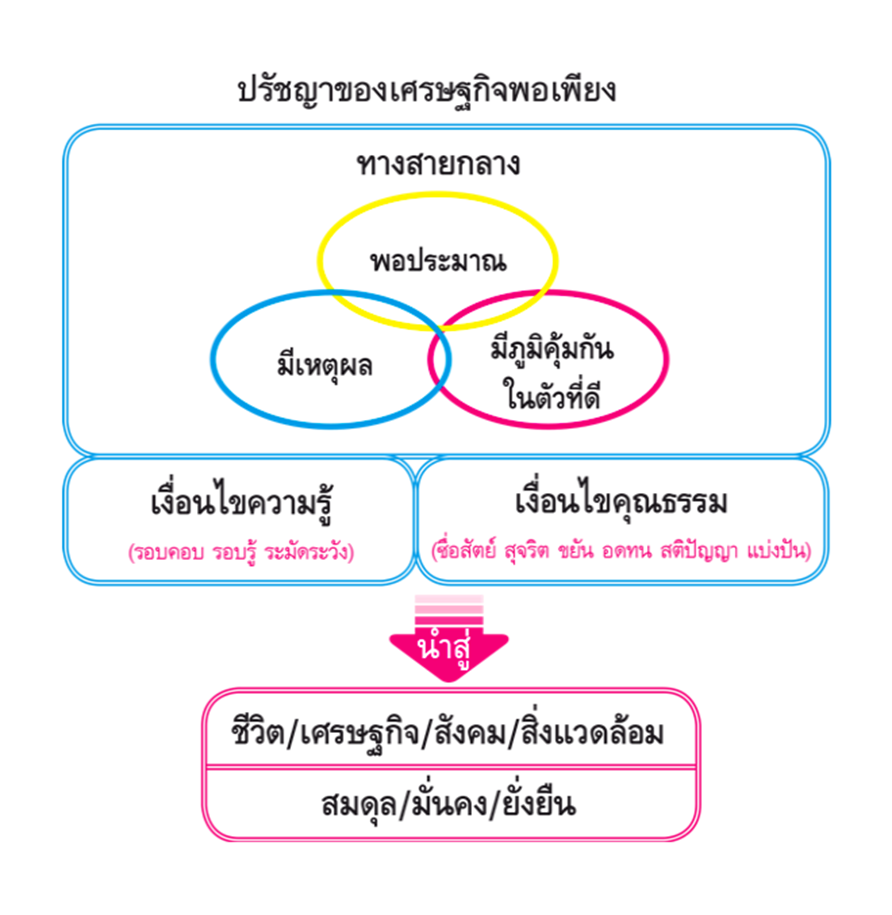 ปรัชญาของเศรษฐกิจพอเพียง
ทางสายกลาง
พอประมาณ
มีเหตุผล
มีภูมิคุ้มกัน
ในตัวที่ดี
เงื่อนไขความรู้
(รอบคอบ รอบรู้ ระมัดระวัง)
เงื่อนไขคุณธรรม
(ซื่อสัตย์ สุจริต ขยัน อดทน สติปัญญา แบ่งปัน)
นำสู่
ชีวิต/เศรษฐกิจ/สังคม/สิ่งแวดล้อม
สมดุล/มั่นคง/ยั่งยืน